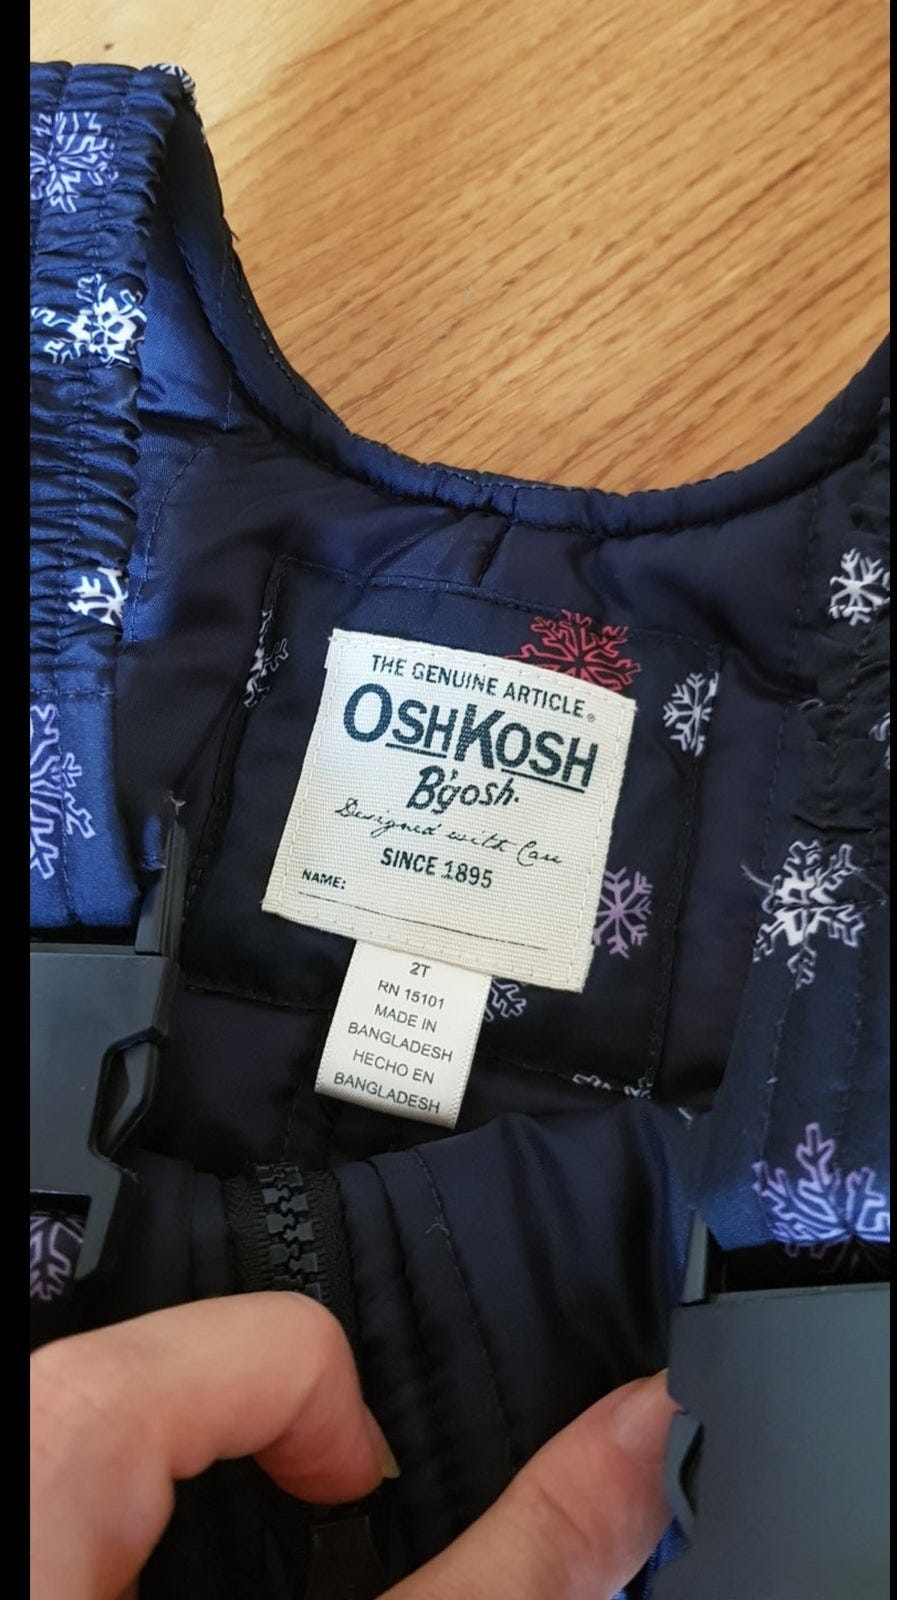 THE GENUINE ARTICLE®
OSHKOSH
B'gosh.
Designed with Care
SINCE 1895
NAME:
2T
RN 15101
MADE IN
BANGLADESH
HECHO EN
BANGLADESH